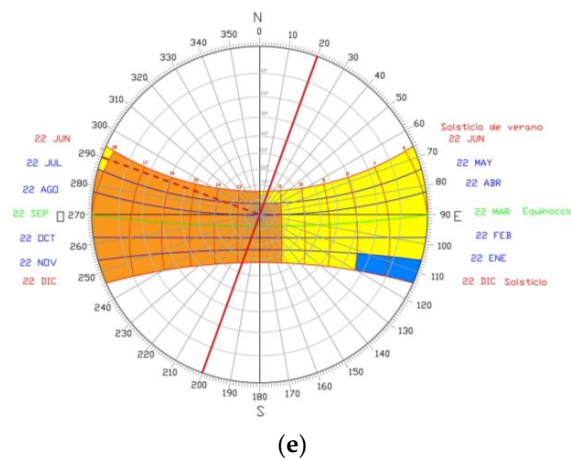 N
0
350 10
340 20
330 30
320 40
310 50
300 60
290 70
280 80
270 90
260 100
250 110
240 120
230 130
220 140
210 150
200 160
190 170
180
S
O
E
22 JUN
22 JUL
22 AGO
22 SEP
22 OCT
22 NOV
22 DIC
Solsticio de verano
22 JUN
22 MAY
22 ABR
22 MAR Equinoccio
22 FEB
22 ENE
22 DIC Solsticio
(e)